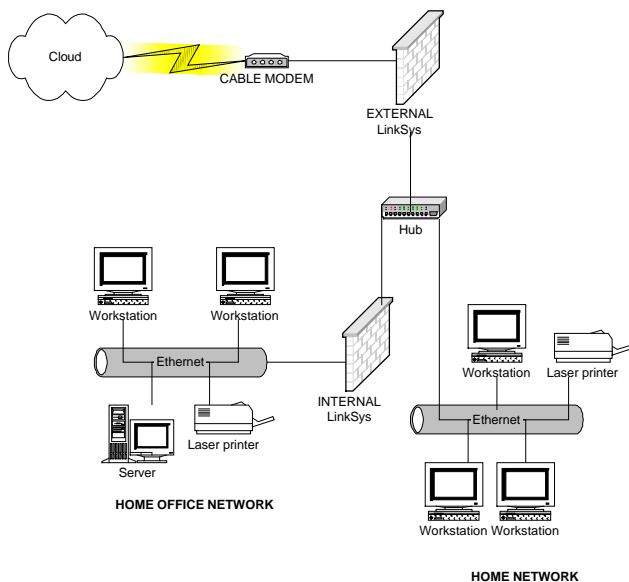 Cloud
CABLE MODEM
EXTERNAL
LinkSys
Hub
Workstation
Workstation
Ethernet
Workstation
Laser printer
INTERNAL
LinkSys
Ethernet
Server
Laser printer
HOME OFFICE NETWORK
Workstation
Workstation
HOME NETWORK